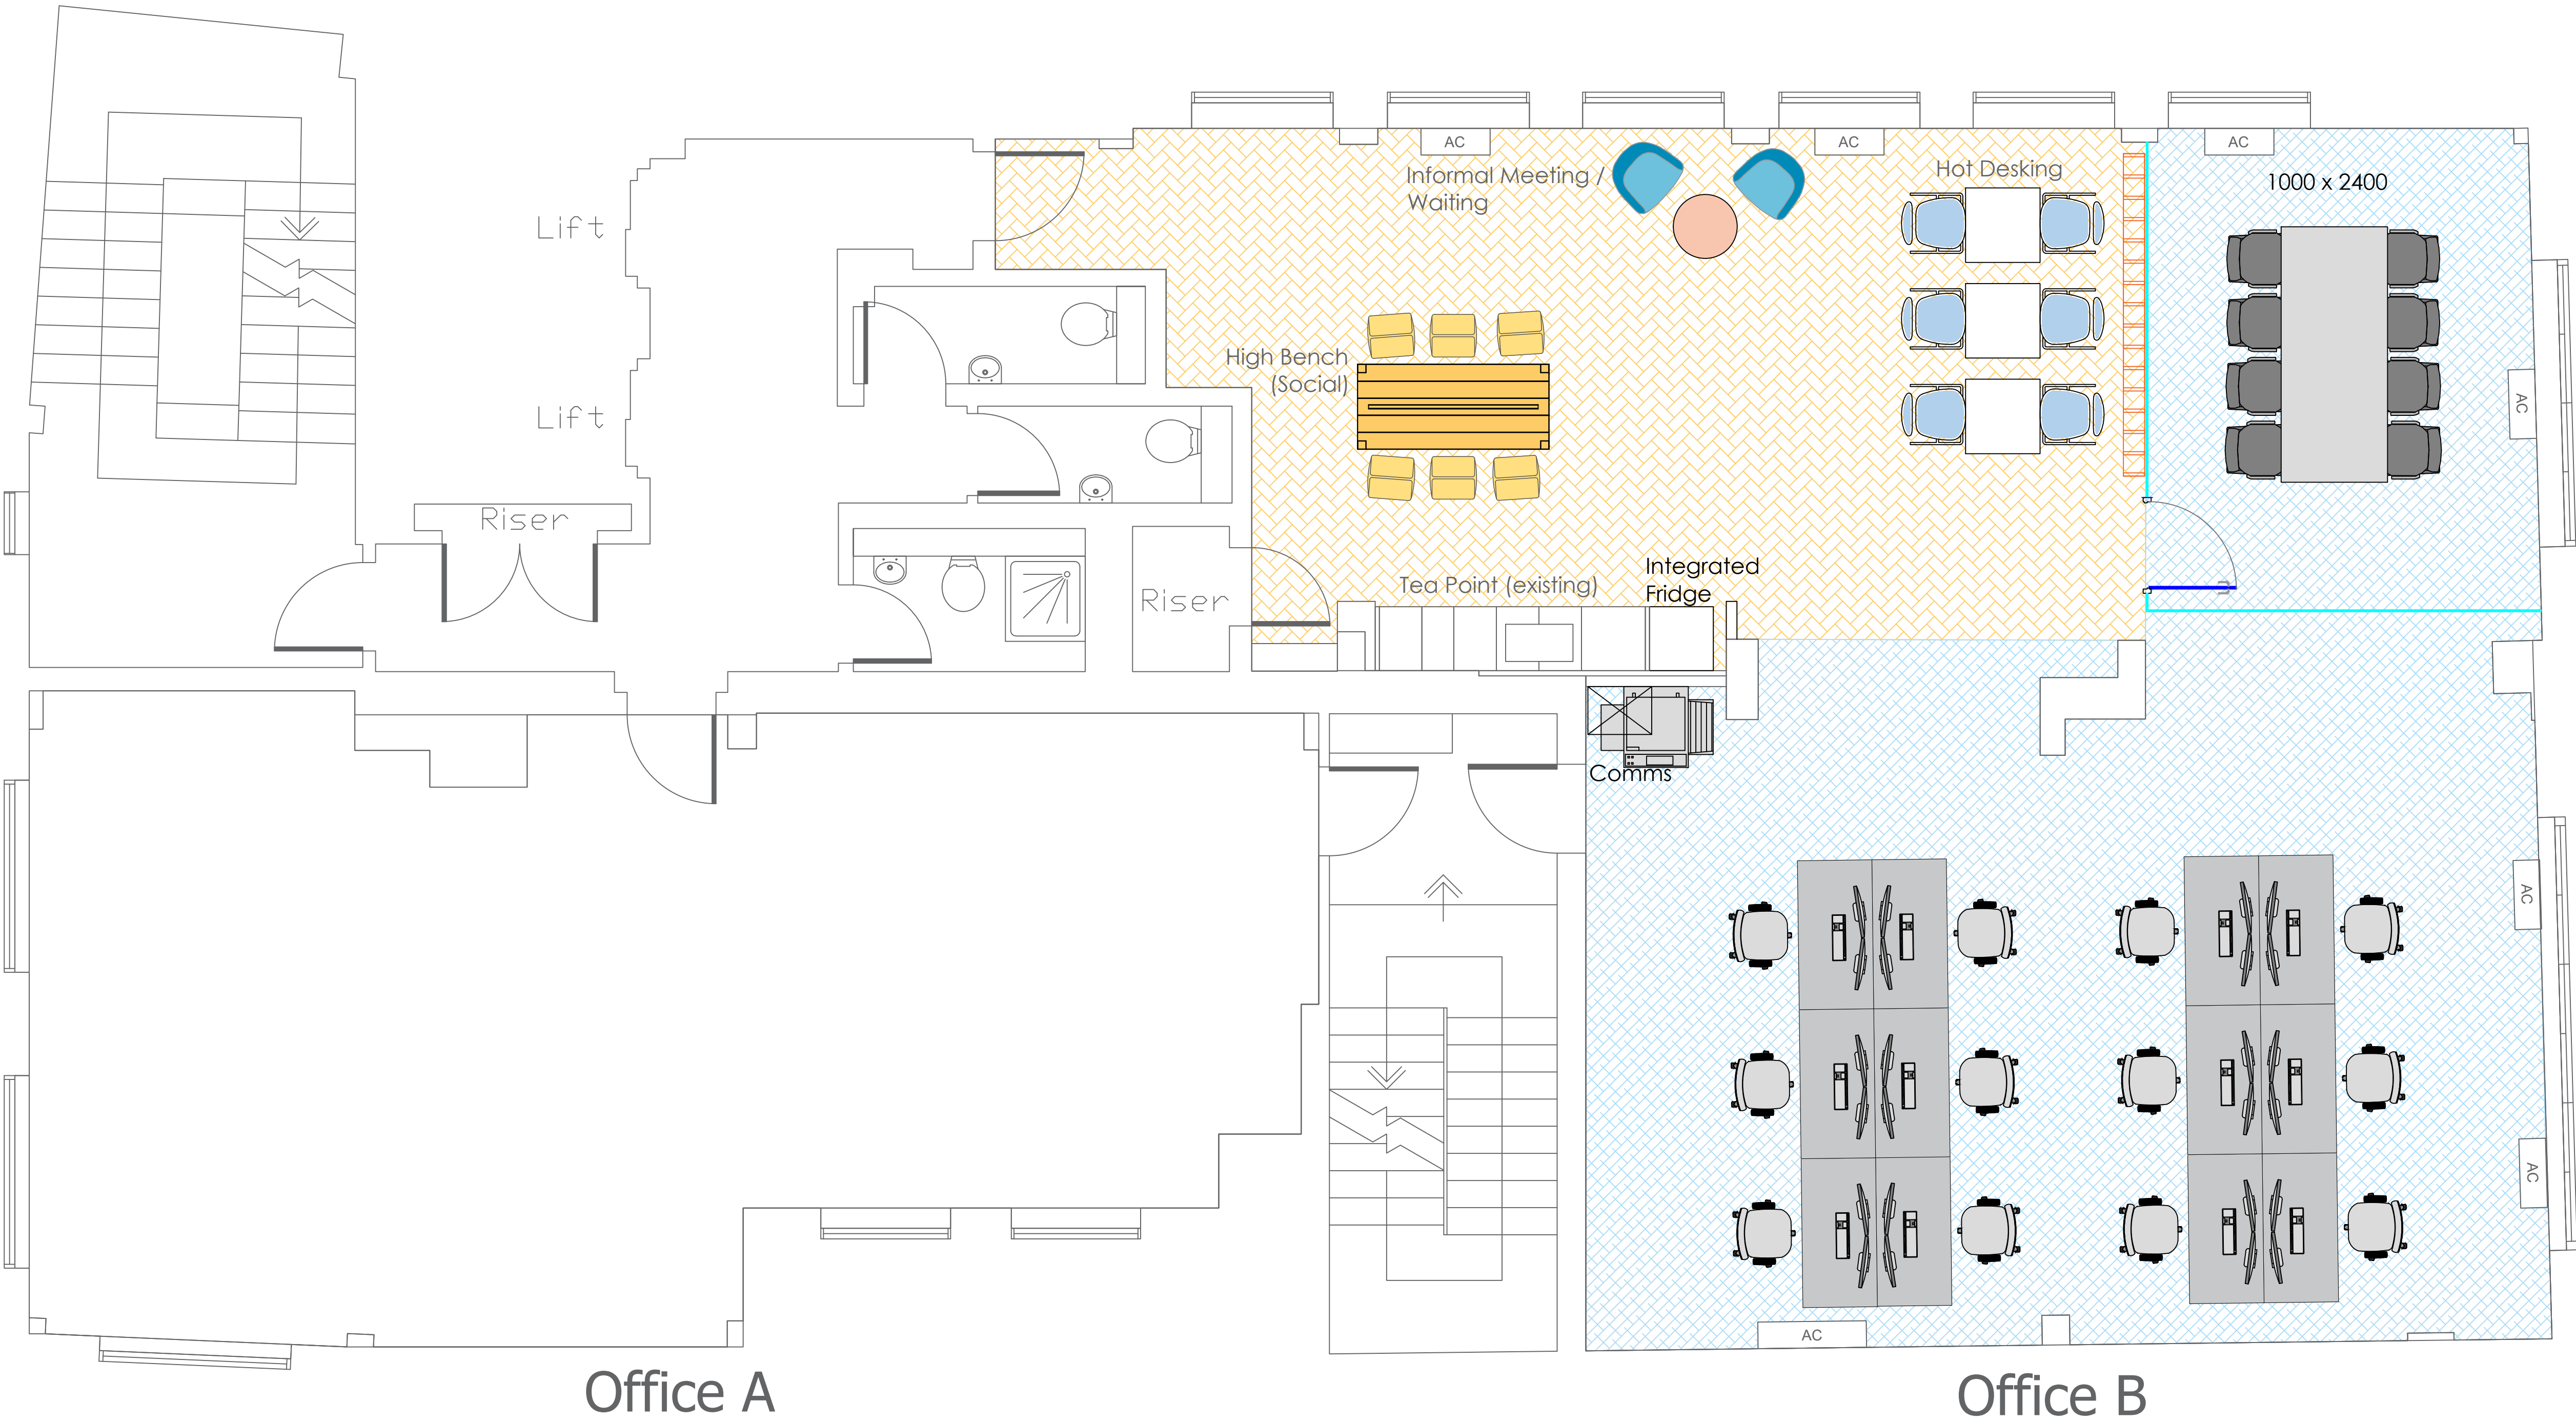 AC
AC
AC
Informal Meeting /
Waiting
Hot Desking
1000 x 2400
Lift
High Bench
(Social)
Lift
AC
Riser
Integrated
Fridge
Tea Point (existing)
Riser
Comms
AC
AC
AC
Office A
Office B